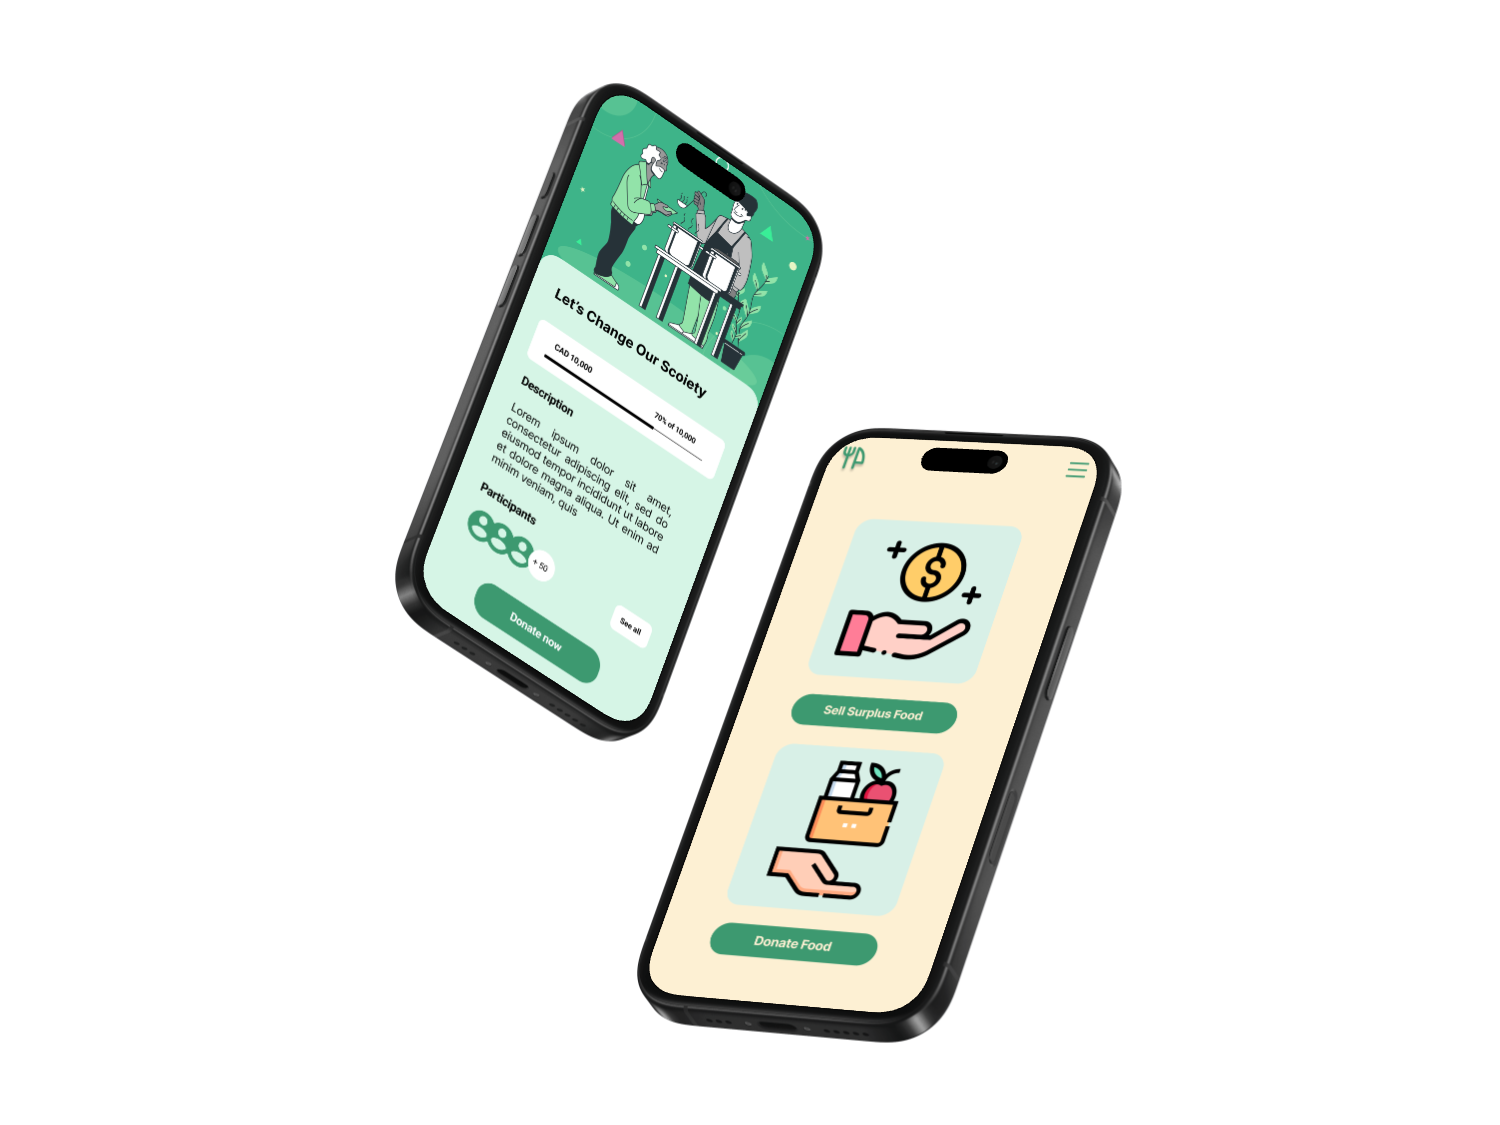 Let's Change Our Scoiety
CAD 10,000
70% of 10,000
Description
Lorem ipsum dolor sit amet,
consectetur adipiscing elit, sed do
eiusmod tempor incididunt ut labore
et dolore magna aliqua. Ut enim ad
minim veniam, quis
Participants
+ 50
See all
Donate now
$
Sell Surplus Food
Donate Food